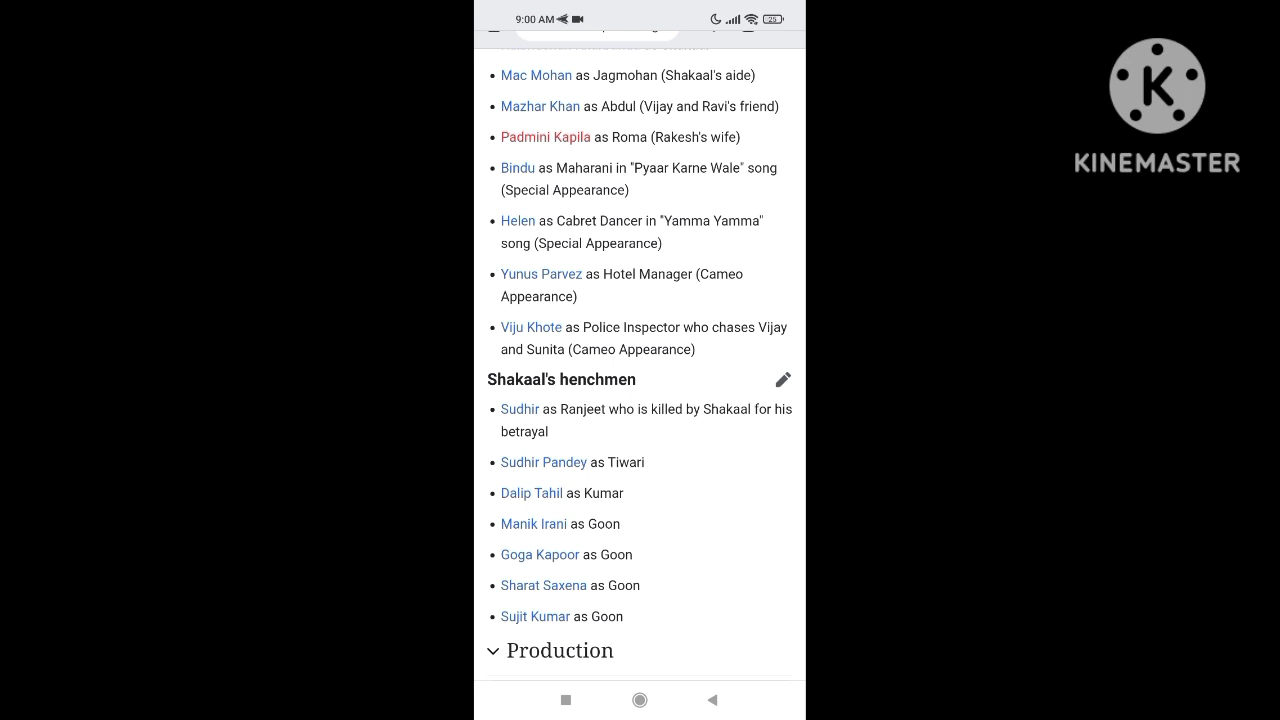 9:00 AM
25
• Mac Mohan as Jagmohan (Shakaal's aide)
• Mazhar Khan as Abdul (Vijay and Ravi's friend)
• Padmini Kapila as Roma (Rakesh's wife)
• Bindu as Maharani in "Pyaar Karne Wale" song
(Special Appearance)
• Helen as Cabret Dancer in "Yamma Yamma"
song (Special Appearance)
• Yunus Parvez as Hotel Manager (Cameo
Appearance)
• Viju Khote as Police Inspector who chases Vijay
and Sunita (Cameo Appearance)
Shakaal's henchmen
• Sudhir as Ranjeet who is killed by Shakaal for his
betrayal
• Sudhir Pandey as Tiwari
• Dalip Tahil as Kumar
• Manik Irani as Goon
• Goga Kapoor as Goon
• Sharat Saxena as Goon
• Sujit Kumar as Goon
Production
K
KINEMASTER